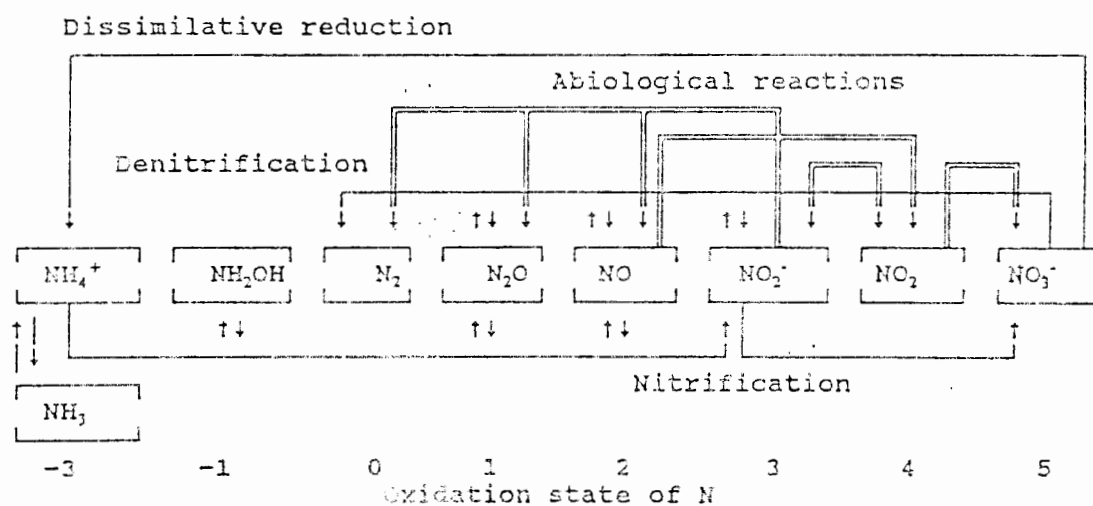 Dissimilative reduction
Abiological reactions
Denitrification
NH₄⁺ NH₂OH N₂ N₂O NO NO₂⁻ NO₂ NO₃⁻
Nitrification
NH₃
-3 -1 0 1 2 3 4 5
Oxidation state of N